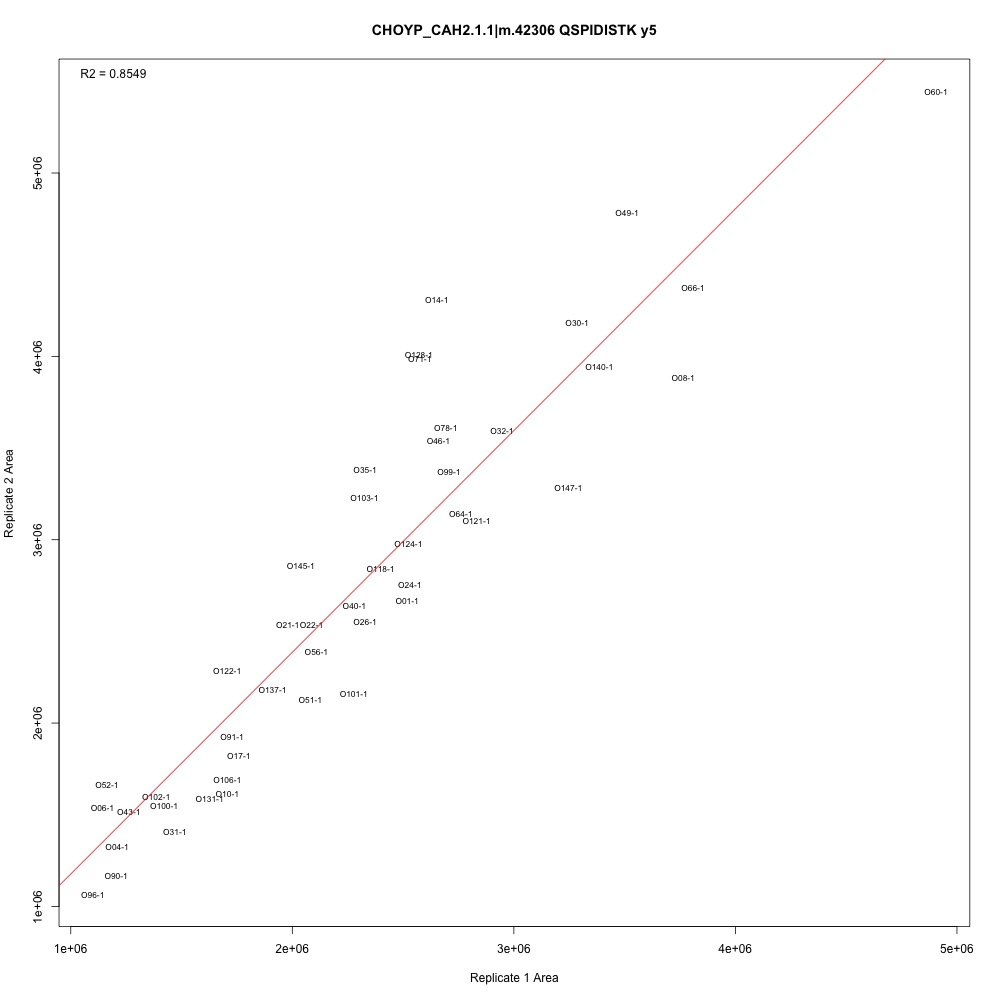 CHOYP_CAH2.1.1|m.42306 QSPIDISTK y5
R2 = 0.8549
O60-1
5e+06
O49-1
O66-1
O14-1
O30-1
4e+06
O128-1
O71-1
O140-1
O08-1
O78-1
O32-1
O46-1
O35-1
O99-1
O147-1
O103-1
O64-1
O121-1
3e+06
O124-1
O145-1
O118-1
O24-1
O01-1
O40-1
O21-1 O22-1
O26-1
O56-1
O122-1
O137-1
O101-1
O51-1
2e+06
O91-1
O17-1
O106-1
O52-1
O10-1
O102-1
O131-1
O06-1
O100-1
O43-1
O31-1
O04-1
O90-1
1e+06
O96-1
Replicate 2 Area
1e+06 2e+06 3e+06 4e+06 5e+06
Replicate 1 Area